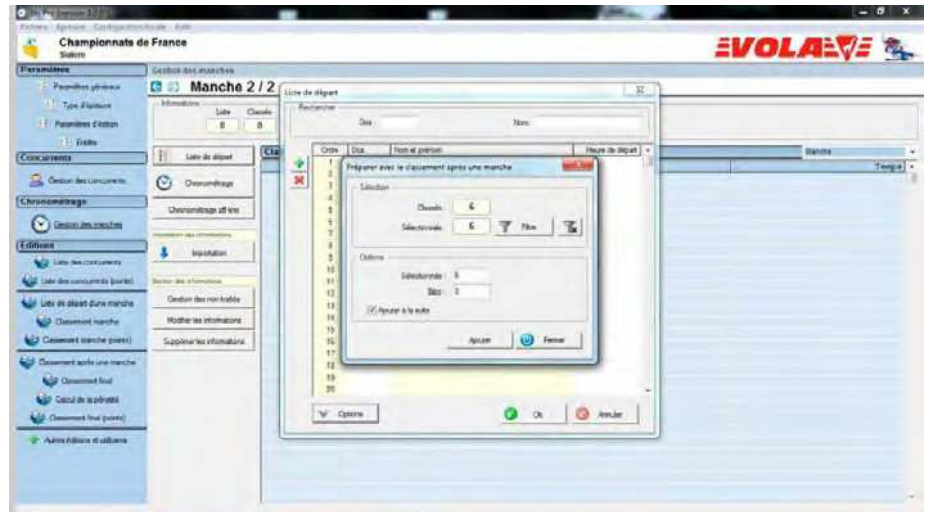 Championnats de France
Slalom
VOLA
Paramètres
Gestion des manches
Paramètres généraux
Manche 2 / 2
Liste de départ
Type d'épreuve
Informations
Liste
Rechercher
Dos
Nom
Paramètres d'édition
0
0
Entités
Concurrents
Liste de départ
Ordre
Dos.
Nom et prénom
Heure de départ
Manche
Temps
Préparer avec le classement après une manche
Gestion des concurrents
Chronométrage
Sélection
Chronométrage
Classés
6
Chronométrage off line
Sélectionnés
6
Filtre
Gestion des manches
Editions
Importation
Options
Liste des concurrents
Liste des concurrents (points)
Sélectionnés
Gestion des non traités
Bibo
Liste de départ d'une manche
Modifier les informations
Ajouter à la suite
Classement manche
Classement manche (points)
Supprimer les informations
Ajouter
Fermer
Classement après une manche
Classement final
Calcul de la pénalité
Classement final (points)
Options
Ok
Annuler
Autres éditions et utilitaires